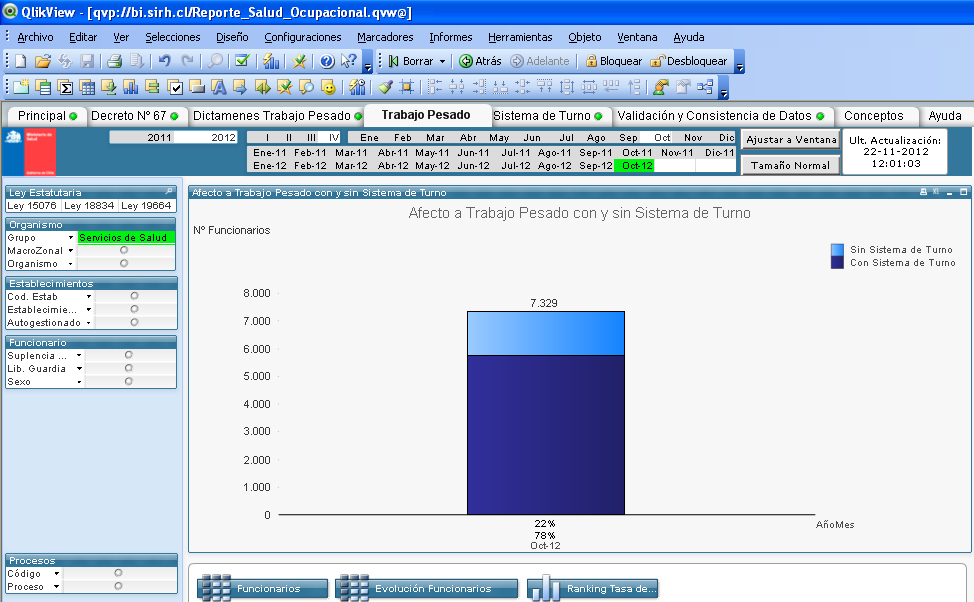 QlikView - [qvp://bi.sirh.cl/Reporte_Salud_Ocupacional.qvw@]
Archivo Editar Ver Selecciones Diseño Configuraciones Marcadores Informes Herramientas Objeto Ventana Ayuda
Borrar Atrás Adelante Bloquear Desbloquear
Principal Decreto Nº 67 Dictamenes Trabajo Pesado Trabajo Pesado Sistema de Turno Validación y Consistencia de Datos Conceptos Ayuda
2011 2012
I II III IV Ene Feb Mar Abr May Jun Jul Ago Sep Oct Nov Dic
Ene-11 Feb-11 Mar-11 Abr-11 May-11 Jun-11 Jul-11 Ago-11 Sep-11 Oct-11 Nov-11 Dic-11
Ene-12 Feb-12 Mar-12 Abr-12 May-12 Jun-12 Jul-12 Ago-12 Sep-12 Oct-12
Ajustar a Ventana
Tamaño Normal
Ult. Actualización:
22-11-2012
12:01:03
Ley Estatutaria
Ley 15076 Ley 18834 Ley 19664
Organismo
Grupo Servicios de Salud
MacroZonal
Organismo
Establecimientos
Cod. Estab
Establecimie...
Autogestionado
Funcionario
Suplencia ...
Lib. Guardia
Sexo
Procesos
Código
Proceso
Afecto a Trabajo Pesado con y sin Sistema de Turno
XL
Afecto a Trabajo Pesado con y sin Sistema de Turno
Nº Funcionarios
Sin Sistema de Turno
Con Sistema de Turno
8.000
7.000
6.000
5.000
4.000
3.000
2.000
1.000
0
7.329
22%
78%
Oct-12
AñoMes
Funcionarios
Evolución Funcionarios
Ranking Tasa de...